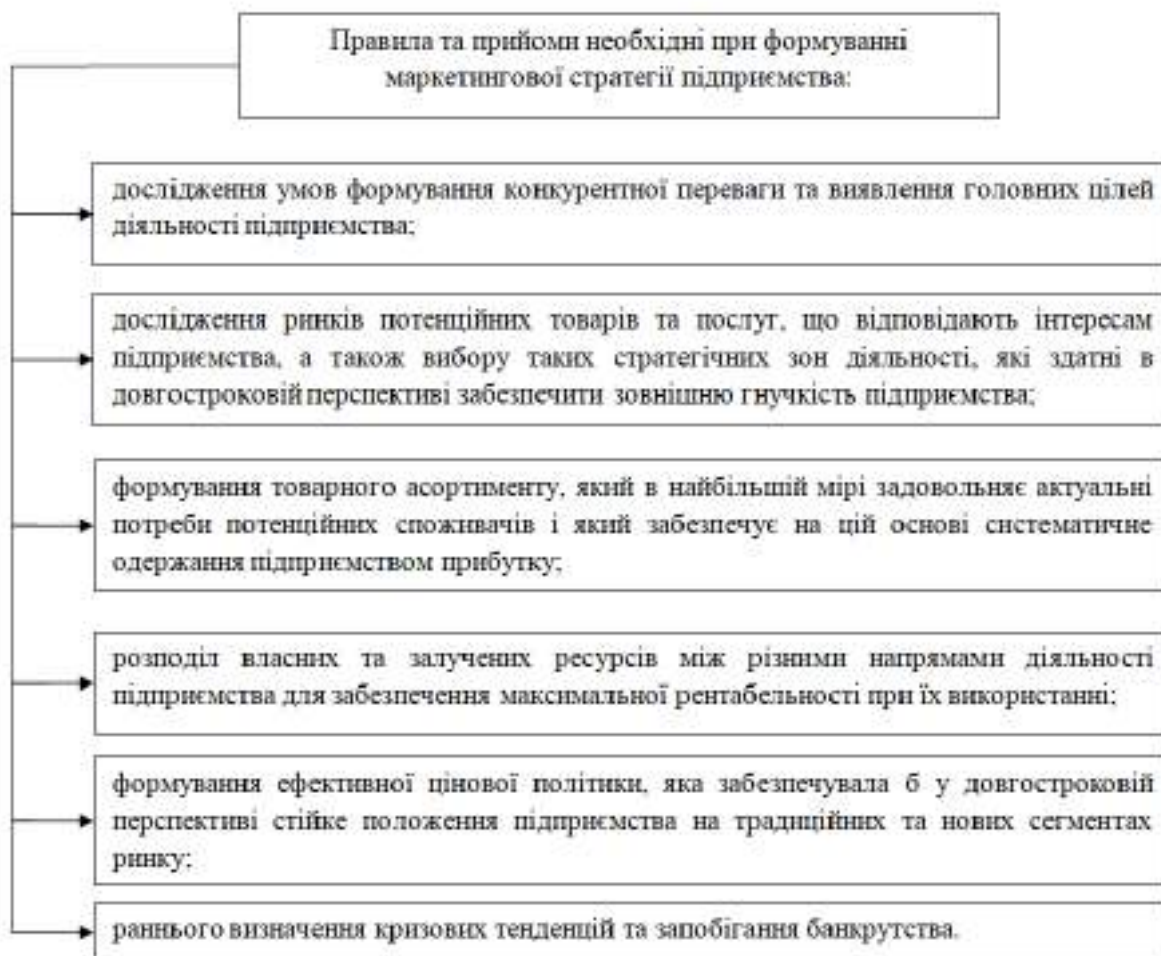 Правила та прийоми необхідні при формуванні
маркетингової стратегії підприємства:
дослідження умов формування конкурентної переваги та виявлення головних цілей
діяльності підприємства;
дослідження ринків потенційних товарів та послуг, що відповідають інтересам
підприємства, а також вибору таких стратегічних зон діяльності, які здатні в
довгостроковій перспективі забезпечити зовнішню гнучкість підприємства;
формування товарного асортименту, який в найбільшій мірі задовольняє актуальні
потреби потенційних споживачів і який забезпечує на цій основі систематичне
одержання підприємством прибутку;
розподіл власних та залучених ресурсів між різними напрямами діяльності
підприємства для забезпечення максимальної рентабельності при їх використанні;
формування ефективної цінової політики, яка забезпечувала б у довгостроковій
перспективі стійке положення підприємства на традиційних та нових сегментах
ринку;
раннього визначення кризових тенденцій та запобігання банкрутства.